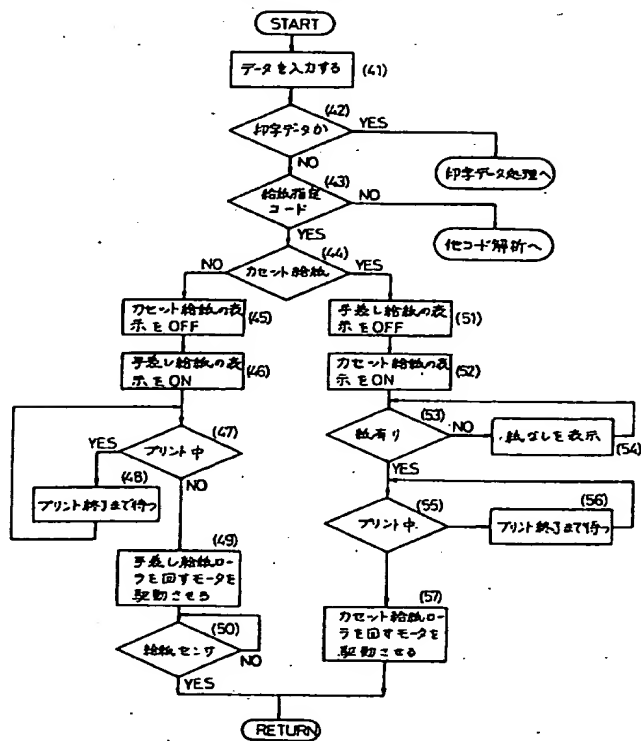 START
データを入力する
(41)
(42)
印字データか
YES
NO
印字データ処理へ
(43)
給紙指定
コード
NO
YES
他コード解析へ
(44)
NO
カセット給紙
YES
カセット給紙の表
示をOFF
(45)
手差し給紙の表
示をON
(46)
(47)
YES
プリント中
NO
(48)
プリント終了まで待つ
(49)
手差し給紙ロー
ラを回すモータを
駆動させる
(50)
給紙センサ
NO
YES
手差し給紙の表
示をOFF
(51)
カセット給紙の表
示をON
(52)
(53)
紙有り
NO
紙なしを表示
(54)
YES
(55)
プリント中
(56)
プリント終了まで待つ
(57)
カセット給紙ロー
ラを回すモータを
駆動させる
RETURN